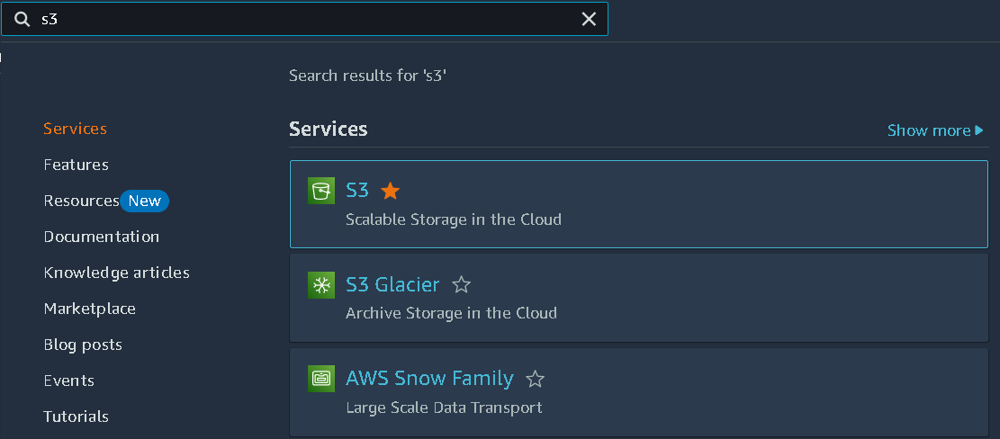 s3
Search results for 's3'
Services
Features
Resources New
Documentation
Knowledge articles
Marketplace
Blog posts
Events
Tutorials
Services
Show more
S3
Scalable Storage in the Cloud
S3 Glacier
Archive Storage in the Cloud
AWS Snow Family
Large Scale Data Transport